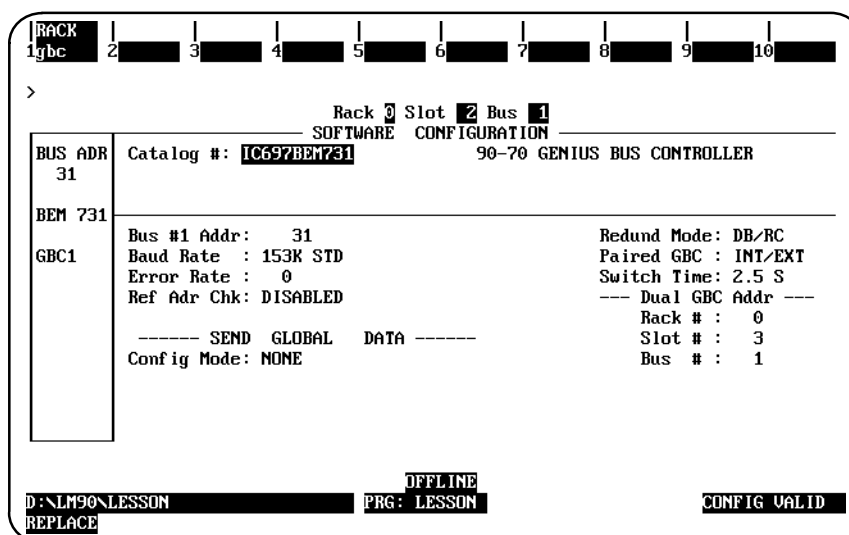 RACK
1gbc 2 3 4 5 6 7 8 9 10
>
Rack 0 Slot 2 Bus 1
SOFTWARE CONFIGURATION
BUS ADR Catalog #: IC697BEM731 90-70 GENIUS BUS CONTROLLER
31
BEM 731
Bus #1 Addr: 31 Redund Mode: DB/RC
GBC1 Baud Rate : 153K STD Paired GBC : INT/EXT
Error Rate : 0 Switch Time: 2.5 S
Ref Adr Chk: DISABLED --- Dual GBC Addr ---
Rack # : 0
------ SEND GLOBAL DATA ------ Slot # : 3
Config Mode: NONE Bus # : 1
OFFLINE
D:\LM90\LESSON PRG: LESSON CONFIG VALID
REPLACE